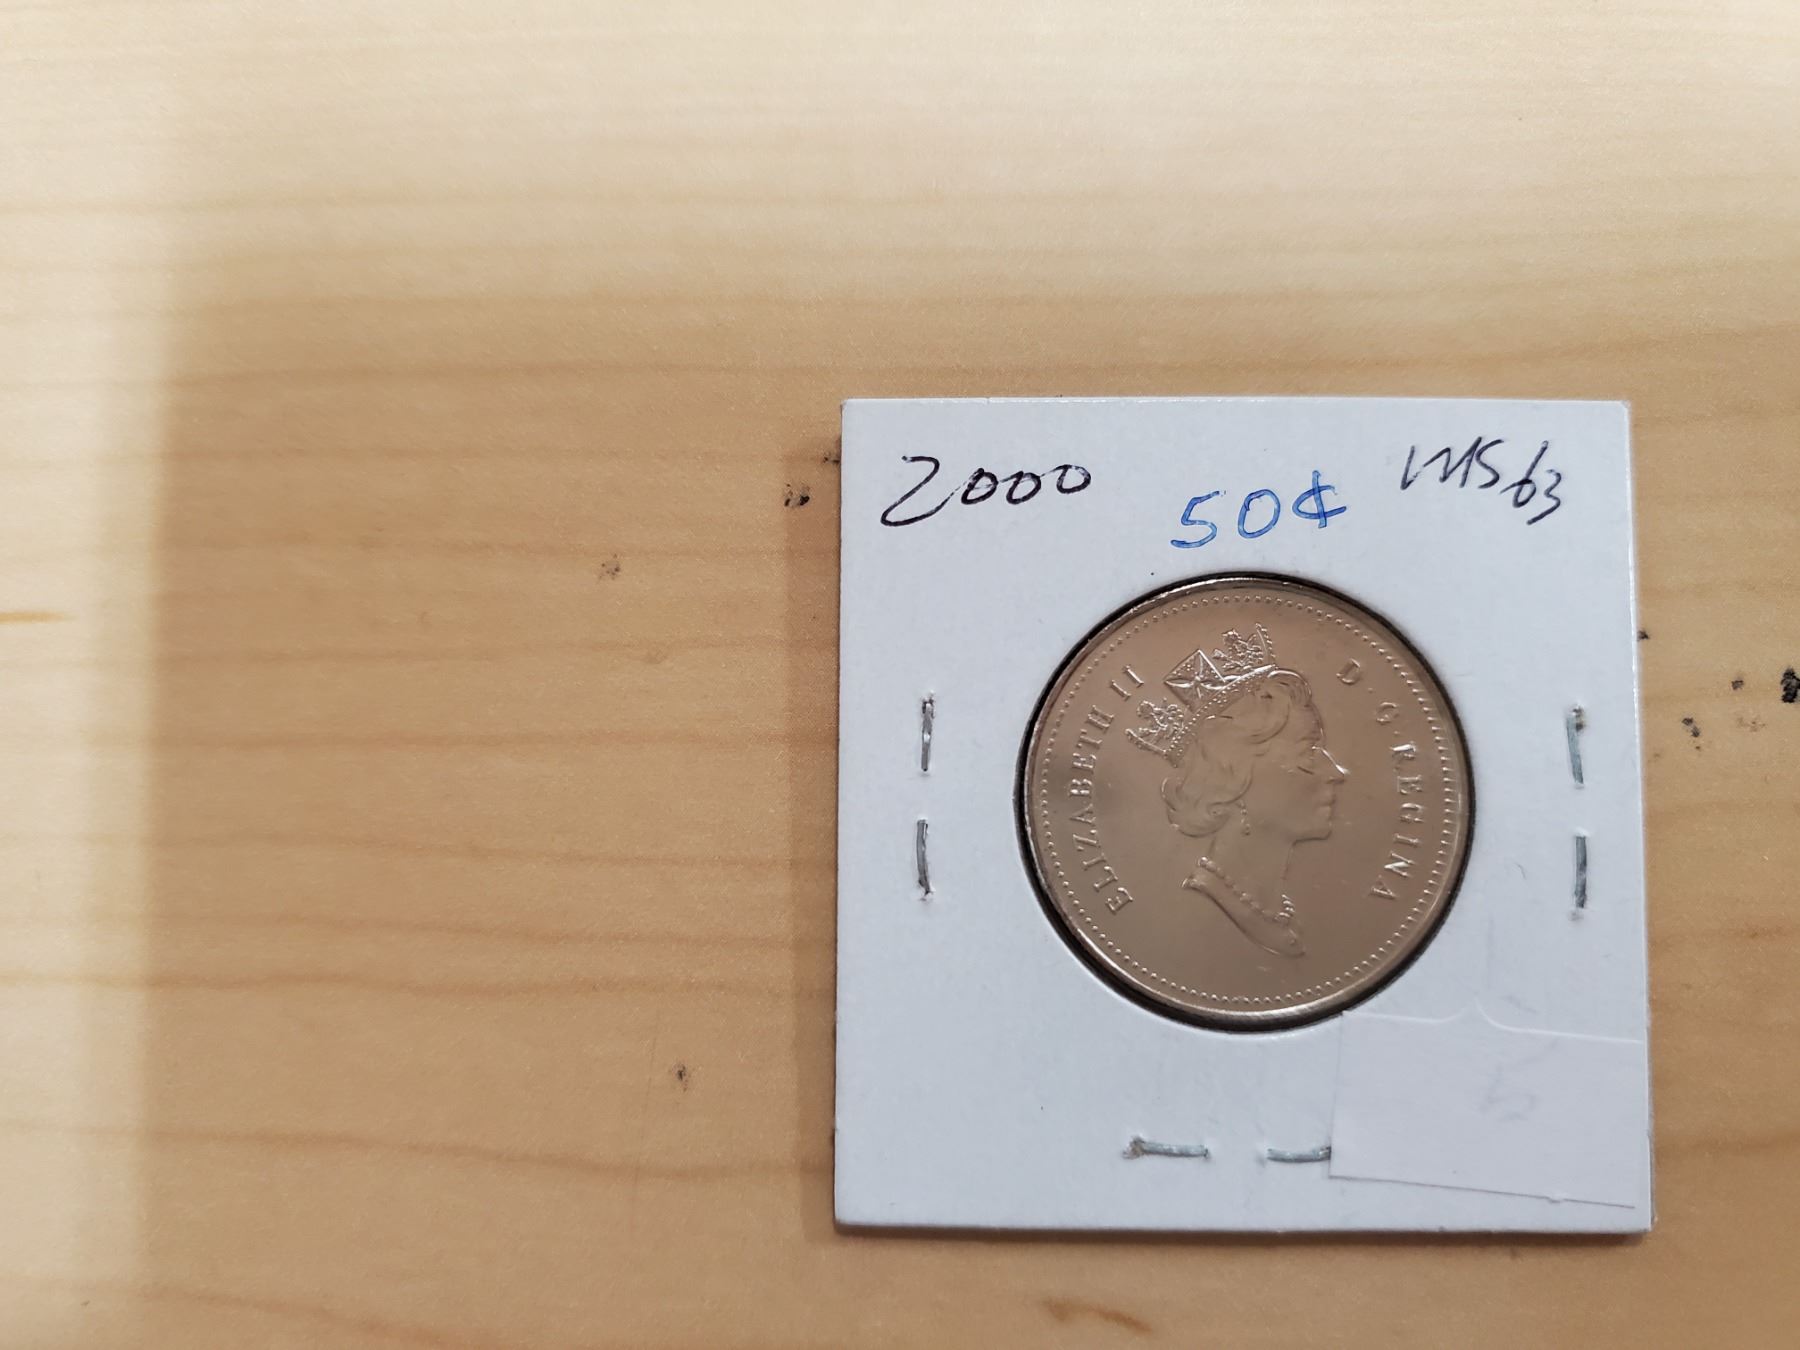 2000 50¢ MS63
ELIZABETH II D·G·REGINA